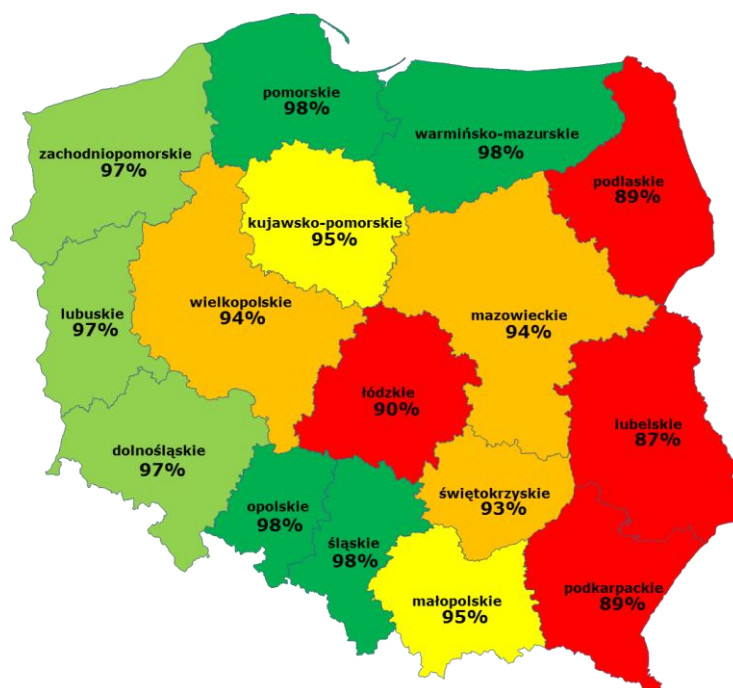 pomorskie
98%
warmińsko-mazurskie
98%
zachodniopomorskie
97%
podlaskie
89%
kujawsko-pomorskie
95%
wielkopolskie
94%
lubuskie
97%
mazowieckie
94%
łódzkie
90%
lubelskie
87%
dolnośląskie
97%
świętokrzyskie
93%
opolskie
98%
śląskie
98%
podkarpackie
89%
małopolskie
95%